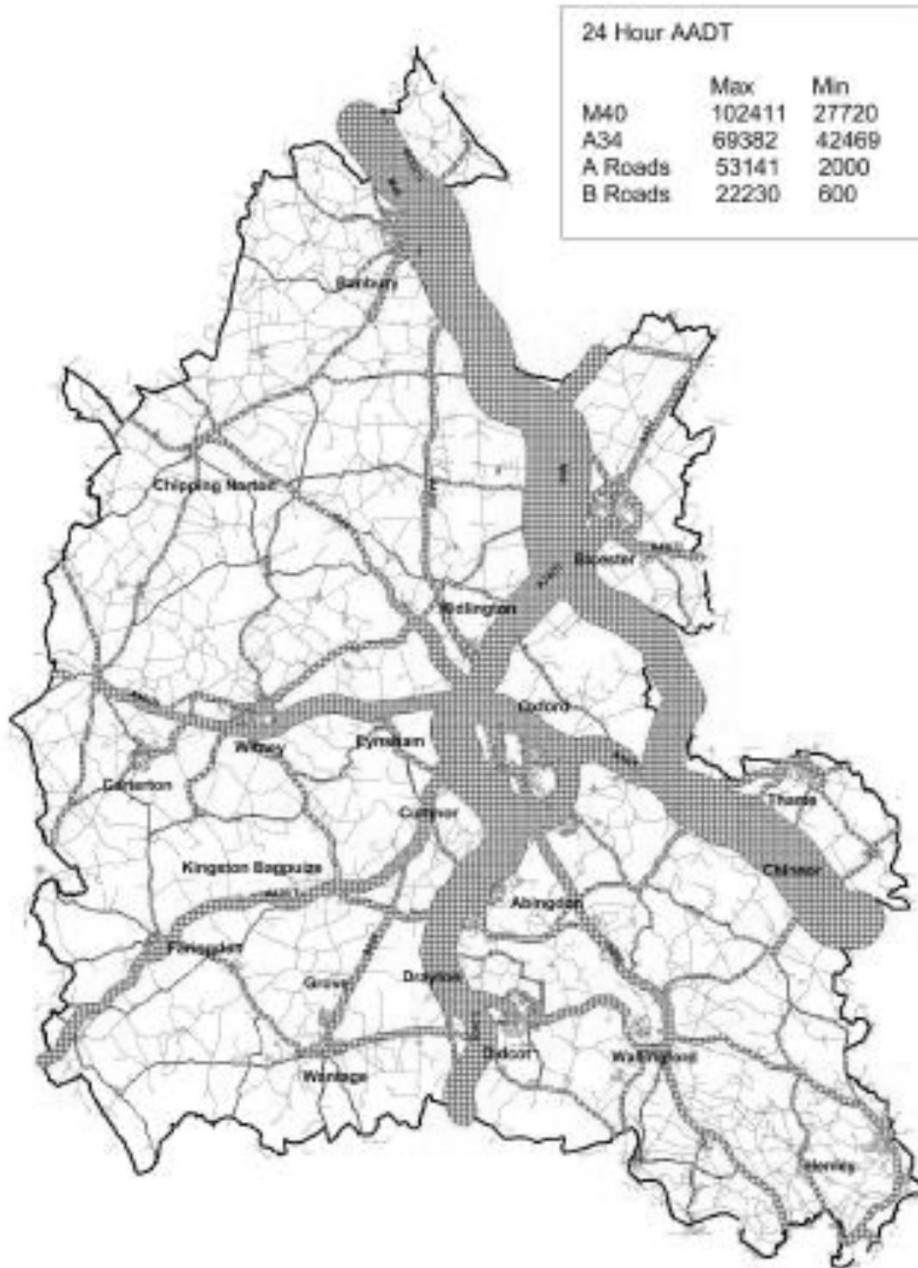 24 Hour AADT
Max Min
M40 102411 27720
A34 69382 42469
A Roads 53141 2000
B Roads 22230 600
Banbury
Chipping Norton
Bicester
Kidlington
Oxford
Witney
Eynsham
Carterton
Cumnor
Thame
Kingston Bagpuize
Chinnor
Abingdon
Faringdon
Drayton
Grove
Didcot
Wallingford
Wantage
Henley